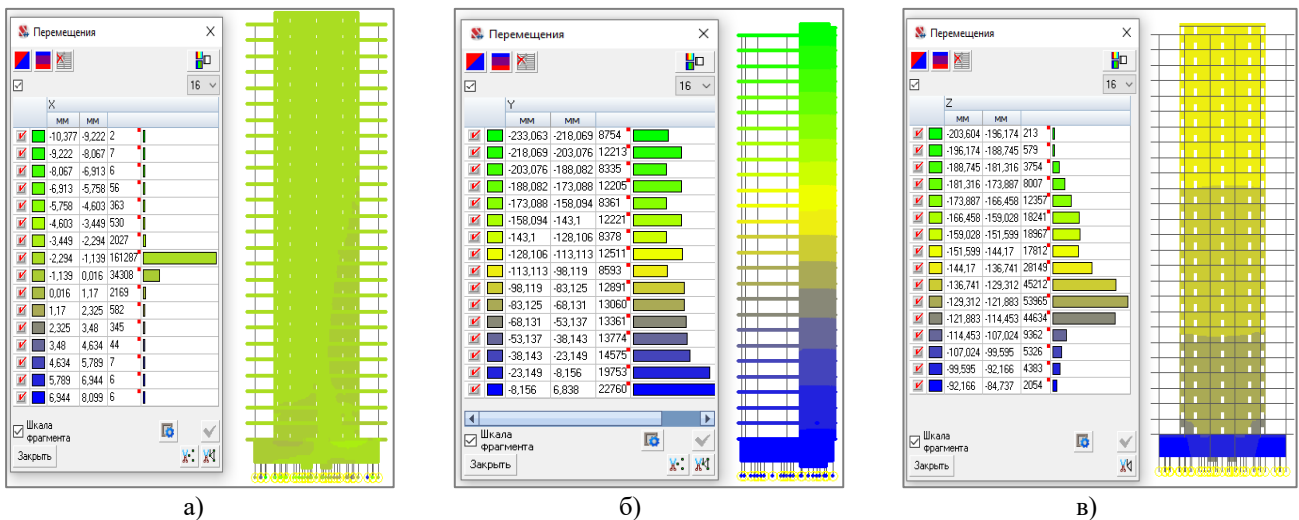 Перемещения
16
X
мм мм
-10,377 -9,222 2
-9,222 -8,067 7
-8,067 -6,913 6
-6,913 -5,758 56
-5,758 -4,603 363
-4,603 -3,449 530
-3,449 -2,294 2027
-2,294 -1,139 161287
-1,139 0,016 34308
0,016 1,17 2169
1,17 2,325 582
2,325 3,48 345
3,48 4,634 44
4,634 5,789 7
5,789 6,944 6
6,944 8,099 6
Шкала
фрагмента
Закрыть
а)
Перемещения
16
Y
мм мм
-233,063 -218,069 8754
-218,069 -203,076 12213
-203,076 -188,082 8335
-188,082 -173,088 12205
-173,088 -158,094 8361
-158,094 -143,1 12221
-143,1 -128,106 8378
-128,106 -113,113 12511
-113,113 -98,119 8593
-98,119 -83,125 12891
-83,125 -68,131 13060
-68,131 -53,137 13361
-53,137 -38,143 13774
-38,143 -23,149 14575
-23,149 -8,156 19753
-8,156 6,838 22760
Шкала
фрагмента
Закрыть
б)
Перемещения
16
Z
мм мм
-203,604 -196,174 213
-196,174 -188,745 579
-188,745 -181,316 3754
-181,316 -173,887 8007
-173,887 -166,458 12357
-166,458 -159,028 18241
-159,028 -151,599 18967
-151,599 -144,17 17812
-144,17 -136,741 28149
-136,741 -129,312 45212
-129,312 -121,883 53965
-121,883 -114,453 44634
-114,453 -107,024 9362
-107,024 -99,595 5326
-99,595 -92,166 4383
-92,166 -84,737 2054
Шкала
фрагмента
Закрыть
в)